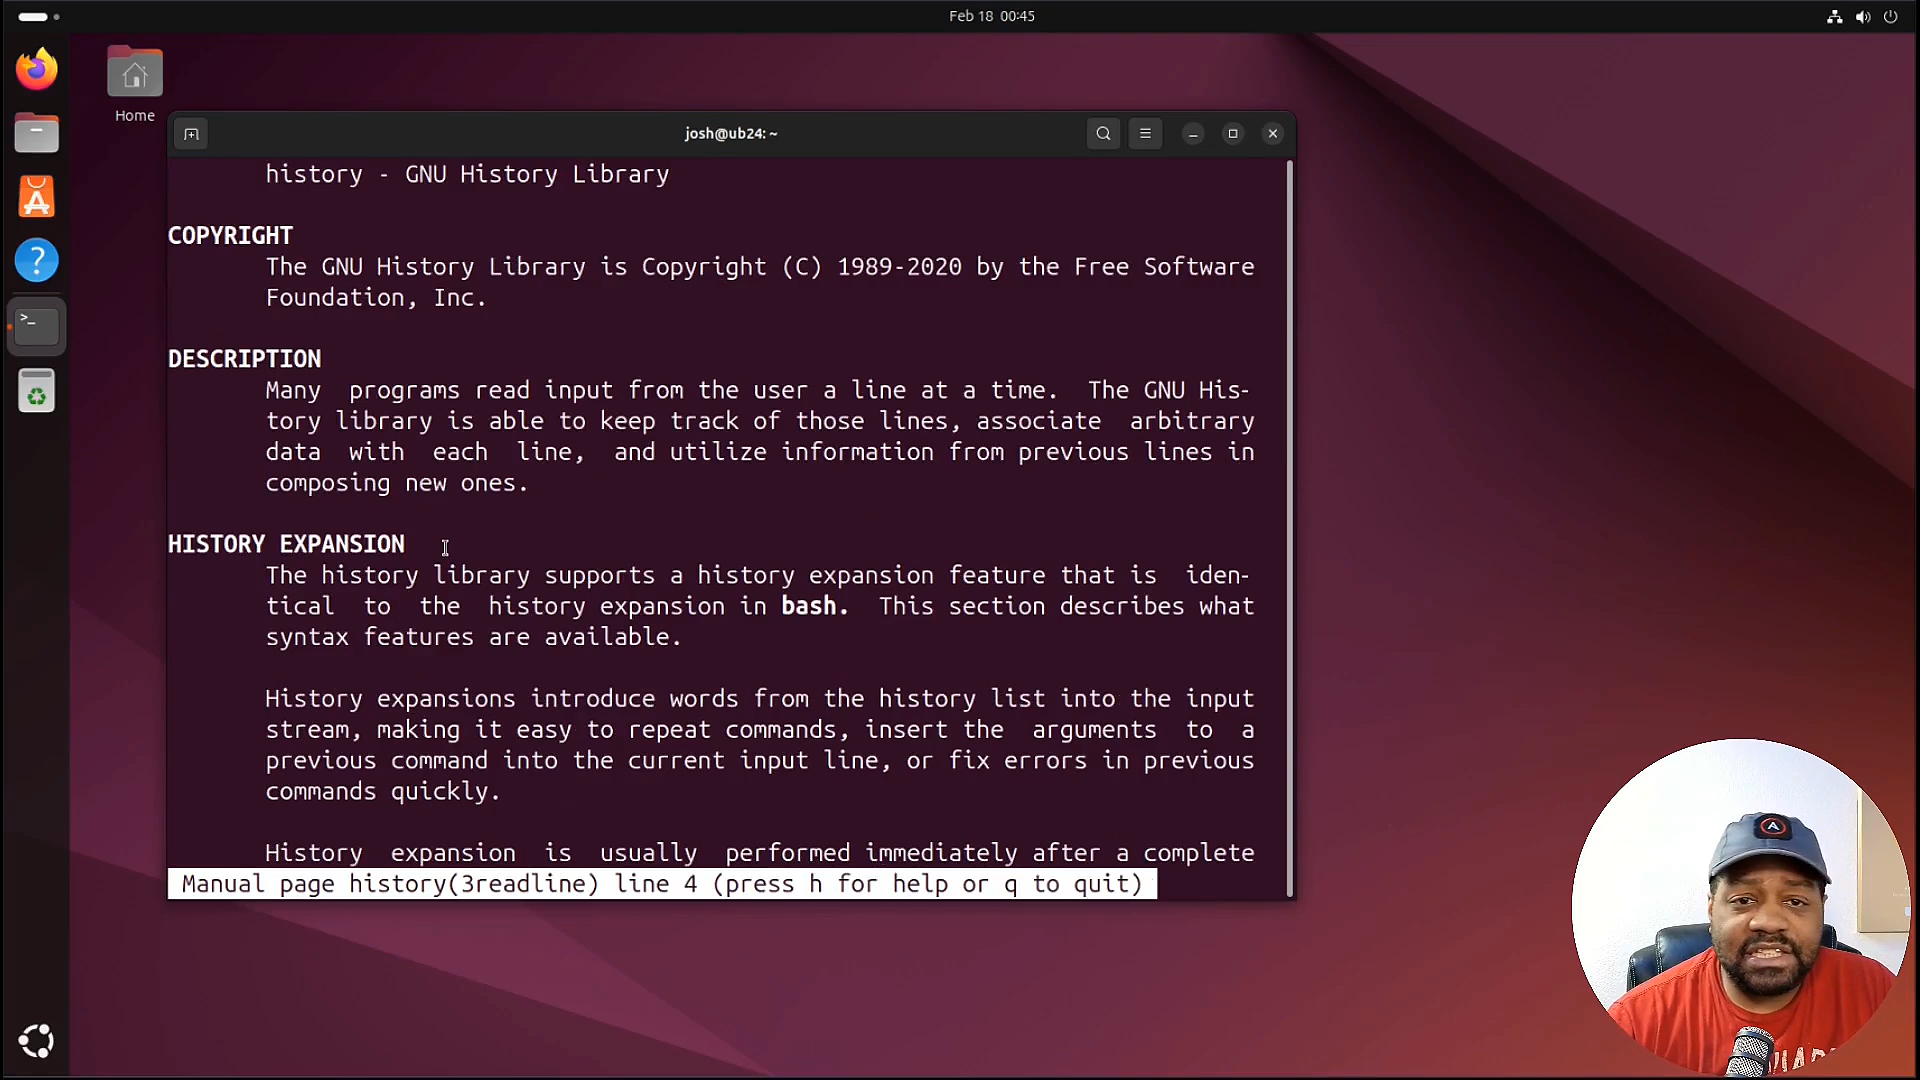 Feb 18 00:45
Home
josh@ub24: ~
history - GNU History Library
COPYRIGHT
The GNU History Library is Copyright (C) 1989-2020 by the Free Software
Foundation, Inc.
DESCRIPTION
Many programs read input from the user a line at a time. The GNU His-
tory library is able to keep track of those lines, associate arbitrary
data with each line, and utilize information from previous lines in
composing new ones.
HISTORY EXPANSION
The history library supports a history expansion feature that is iden-
tical to the history expansion in bash. This section describes what
syntax features are available.
History expansions introduce words from the history list into the input
stream, making it easy to repeat commands, insert the arguments to a
previous command into the current input line, or fix errors in previous
commands quickly.
History expansion is usually performed immediately after a complete
Manual page history(3readline) line 4 (press h for help or q to quit)